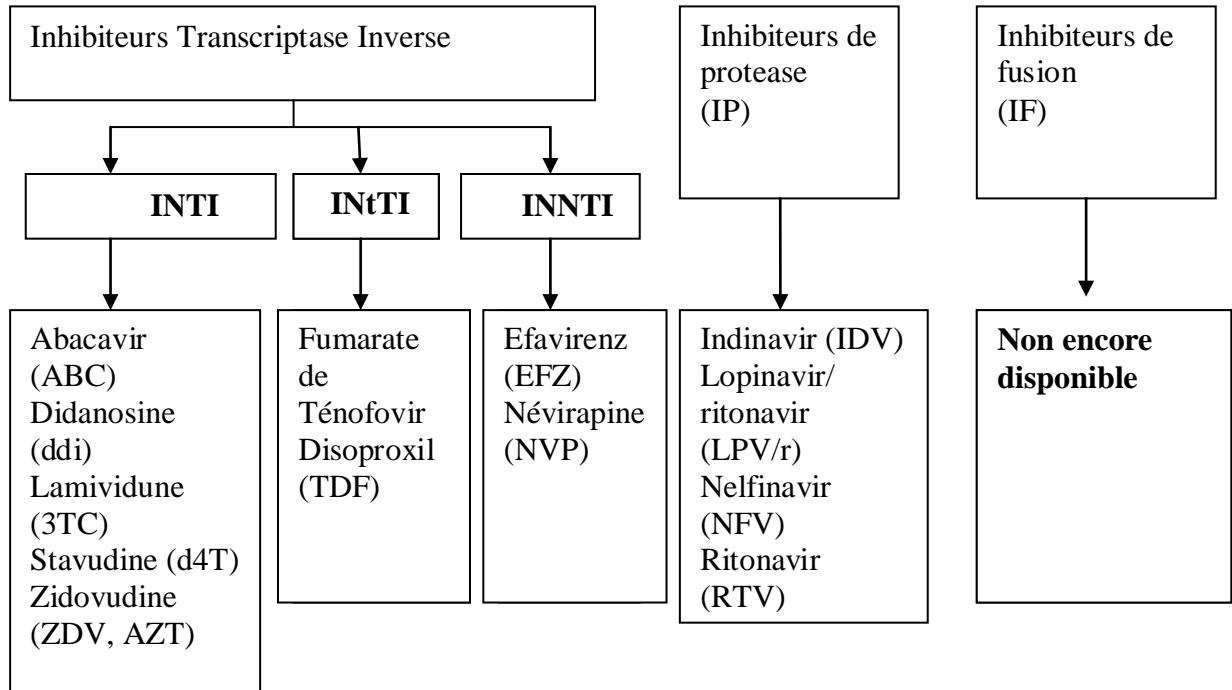 Inhibiteurs Transcriptase Inverse
Inhibiteurs de
protease
(IP)
Inhibiteurs de
fusion
(IF)
INTI
INtTI
INNTI
Abacavir
(ABC)
Didanosine
(ddi)
Lamividune
(3TC)
Stavudine (d4T)
Zidovudine
(ZDV, AZT)
Fumarate
de
Ténofovir
Disoproxil
(TDF)
Efavirenz
(EFZ)
Névirapine
(NVP)
Indinavir (IDV)
Lopinavir/
ritonavir
(LPV/r)
Nelfinavir
(NFV)
Ritonavir
(RTV)
Non encore
disponible